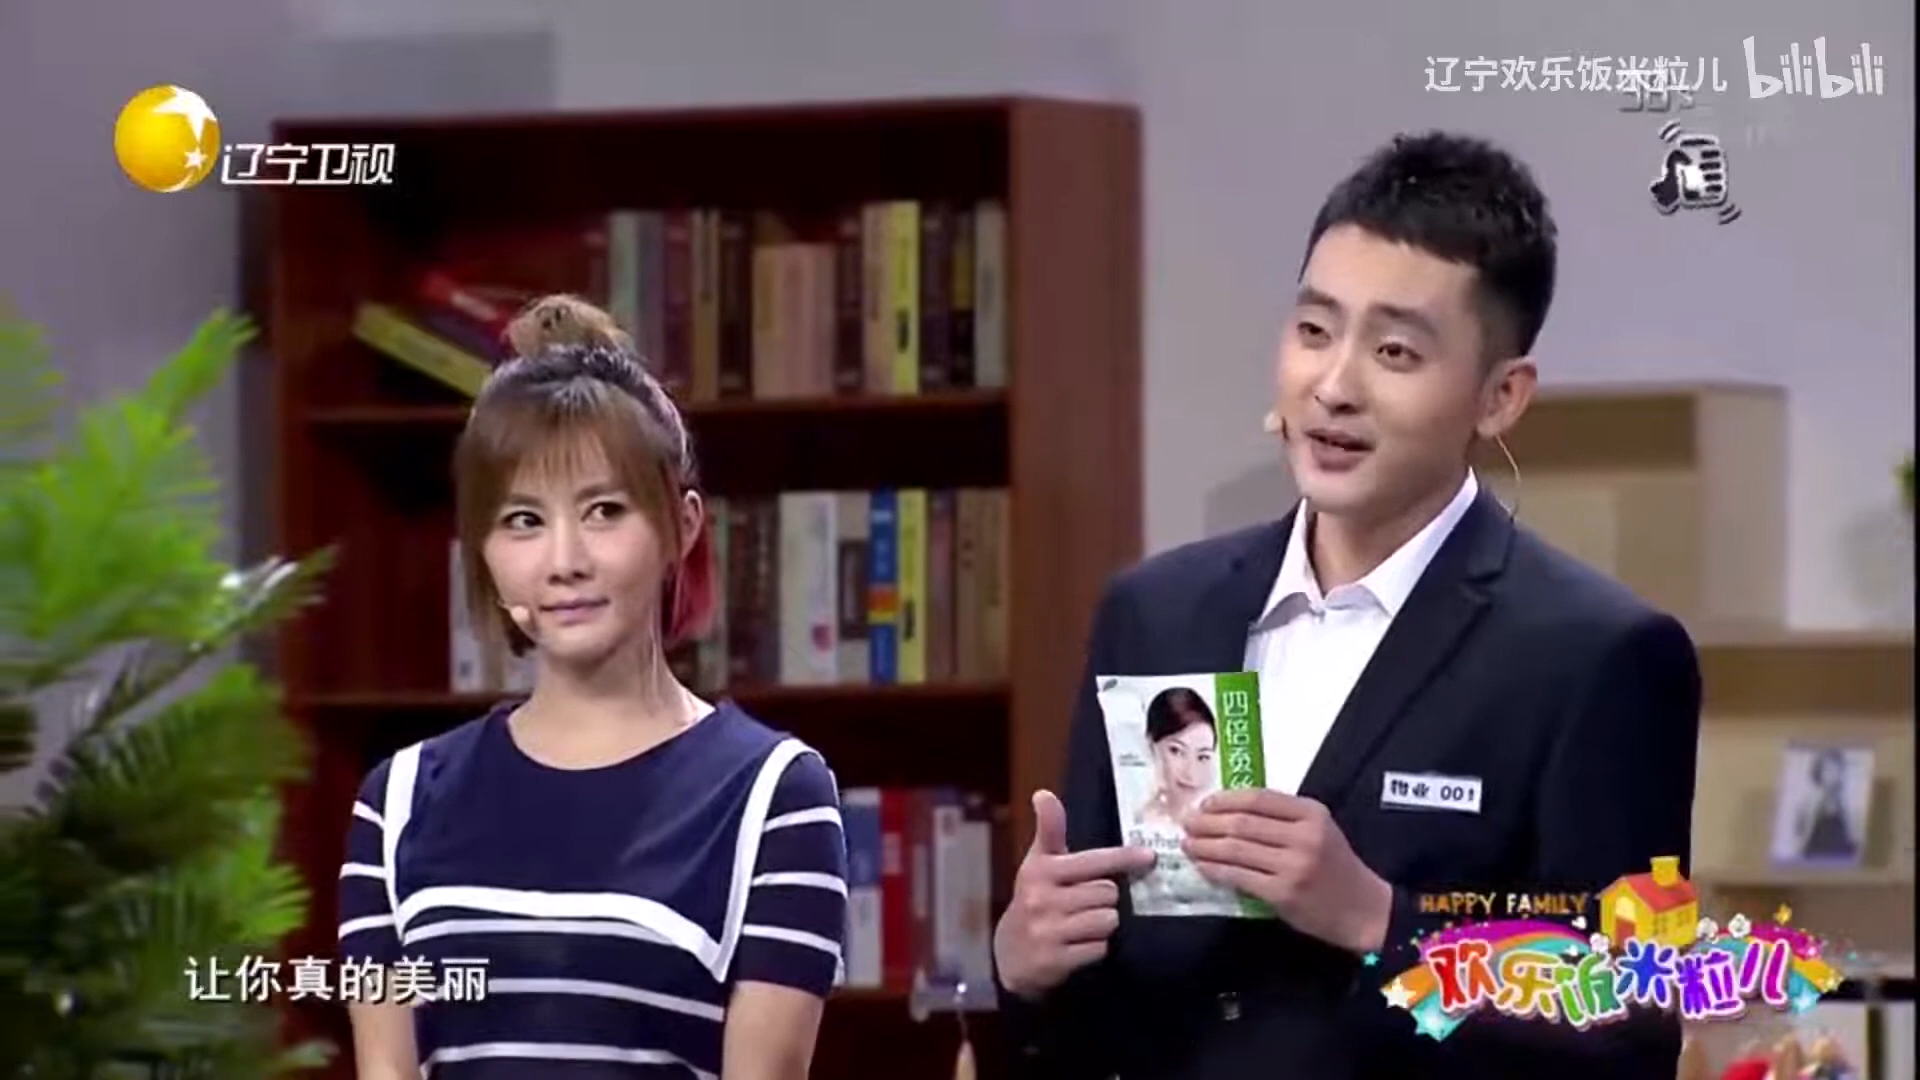 辽宁欢乐饭米粒儿 bilibili
辽宁卫视
四倍蚕丝
物业 001
HAPPY FAMILY
欢乐饭米粒儿
让你真的美丽